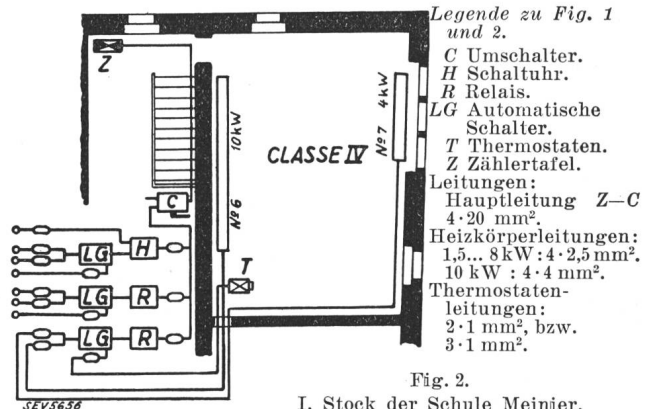 Z
10 kW
Nº 6
CLASSE IV
4 kW
Nº 7
C
T
LG
H
LG
R
LG
R
SEV5656
Legende zu Fig. 1
und 2.
C Umschalter.
H Schaltuhr.
R Relais.
LG Automatische
Schalter.
T Thermostaten.
Z Zählertafel.
Leitungen:
Hauptleitung Z—C
4·20 mm².
Heizkörperleitungen:
1,5... 8 kW : 4·2,5 mm².
10 kW : 4·4 mm².
Thermostaten-
leitungen:
2·1 mm², bzw.
3·1 mm².
Fig. 2.
I. Stock der Schule Meinier.